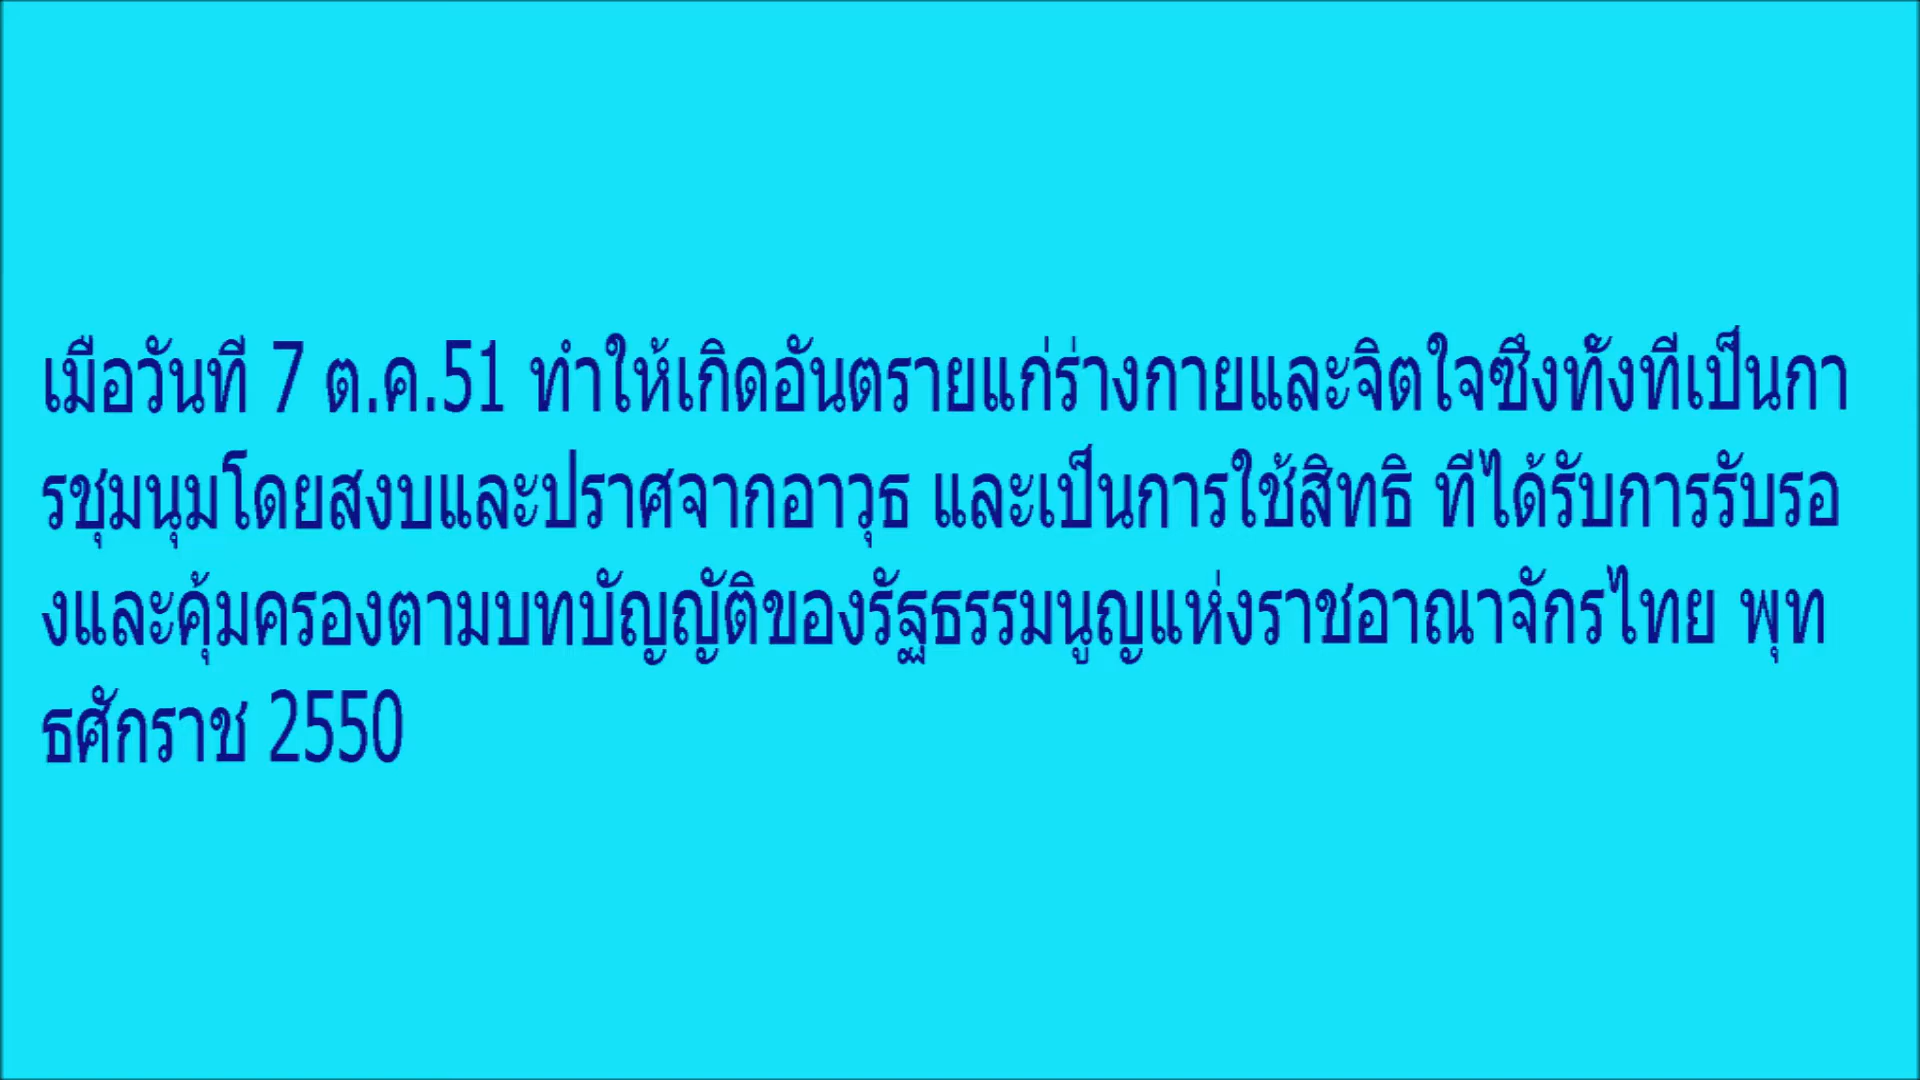 เมื่อวันที่ 7 ต.ค.51 ทำให้เกิดอันตรายแก่ร่างกายและจิตใจซึ่งทั้งที่เป็นกา
รชุมนุมโดยสงบและปราศจากอาวุธ และเป็นการใช้สิทธิ ที่ได้รับการรับรอ
งและคุ้มครองตามบทบัญญัติของรัฐธรรมนูญแห่งราชอาณาจักรไทย พุท
ธศักราช 2550